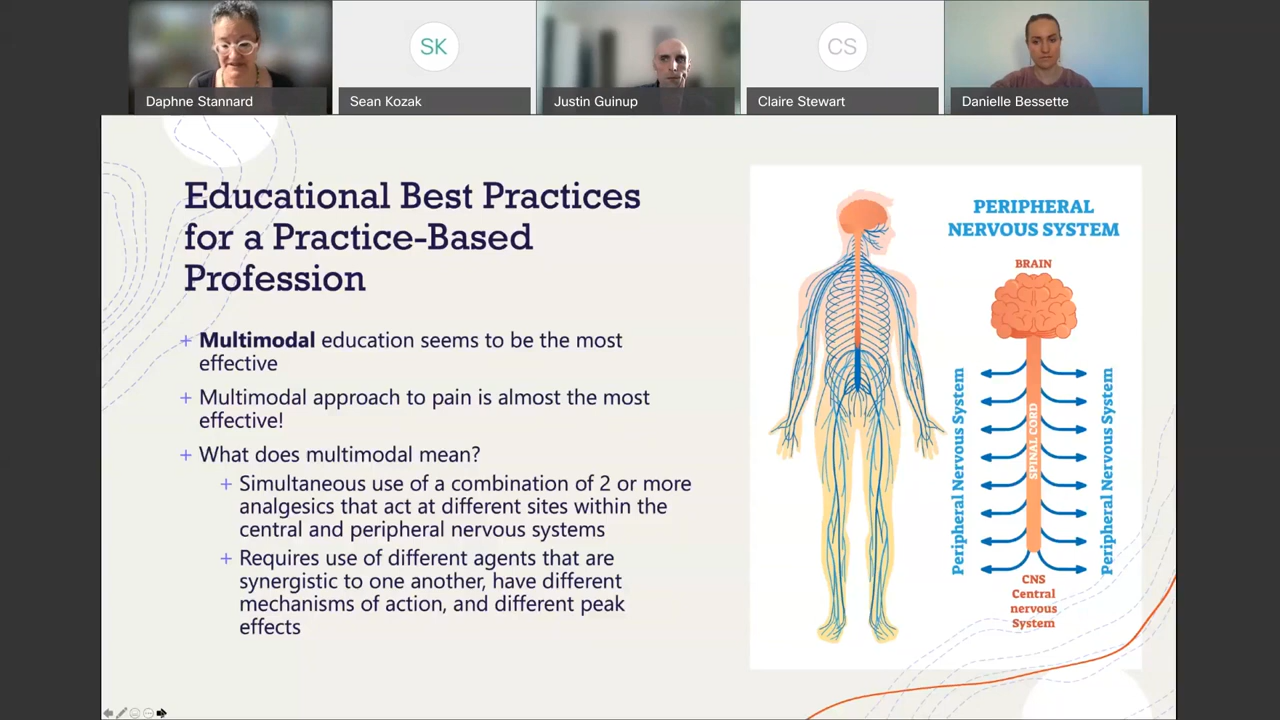 Daphne Stannard
SK
Sean Kozak
Justin Guinup
CS
Claire Stewart
Danielle Bessette
Educational Best Practices
for a Practice-Based
Profession
+ Multimodal education seems to be the most
effective
+ Multimodal approach to pain is almost the most
effective!
+ What does multimodal mean?
+ Simultaneous use of a combination of 2 or more
analgesics that act at different sites within the
central and peripheral nervous systems
+ Requires use of different agents that are
synergistic to one another, have different
mechanisms of action, and different peak
effects
PERIPHERAL
NERVOUS SYSTEM
BRAIN
Peripheral Nervous System
SPINAL CORD
Peripheral Nervous System
CNS
Central
nervous
System